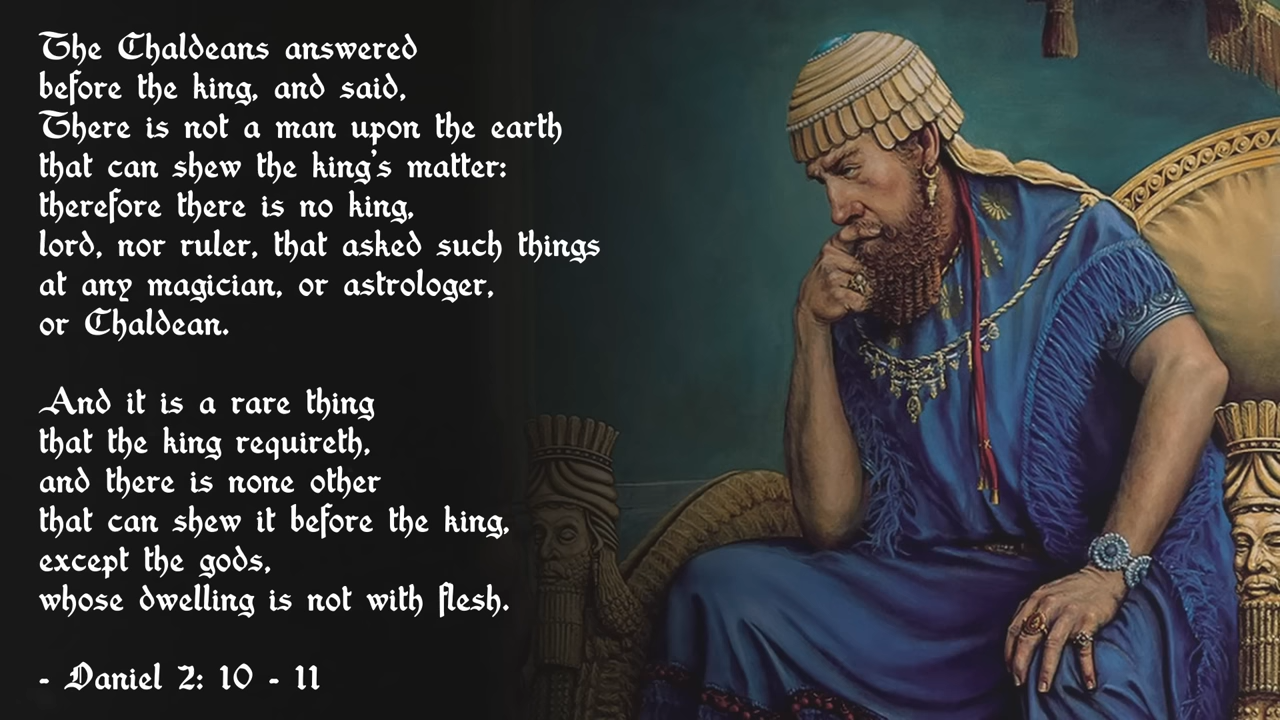 The Chaldeans answered
before the king, and said,
There is not a man upon the earth
that can shew the king's matter:
therefore there is no king,
lord, nor ruler, that asked such things
at any magician, or astrologer,
or Chaldean.
And it is a rare thing
that the king requireth,
and there is none other
that can shew it before the king,
except the gods,
whose dwelling is not with flesh.
- Daniel 2: 10 - 11